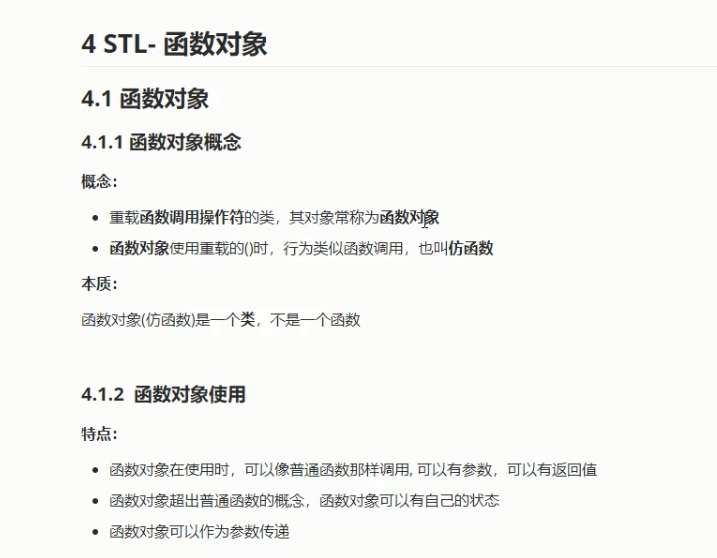 4 STL- 函数对象
4.1 函数对象
4.1.1 函数对象概念
概念：
• 重载函数调用操作符的类，其对象常称为函数对象
• 函数对象使用重载的()时，行为类似函数调用，也叫仿函数
本质：
函数对象(仿函数)是一个类，不是一个函数
4.1.2 函数对象使用
特点：
• 函数对象在使用时，可以像普通函数那样调用, 可以有参数，可以有返回值
• 函数对象超出普通函数的概念，函数对象可以有自己的状态
• 函数对象可以作为参数传递